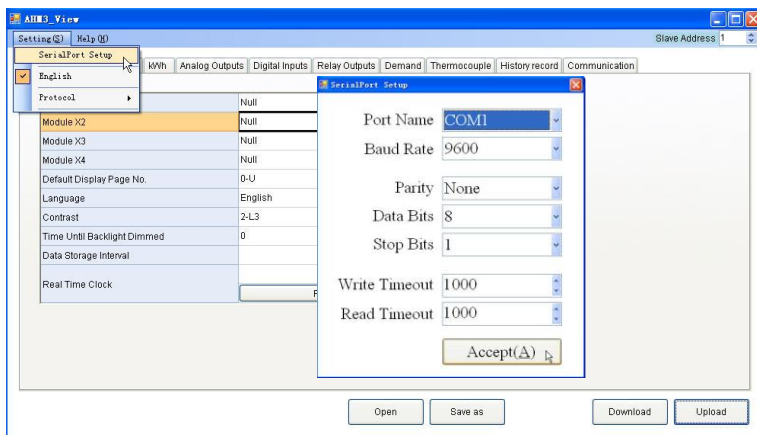 AHM3_View
Setting(S) Help(H) Slave Address 1
SerialPort Setup
English
Protocol
kWh Analog Outputs Digital Inputs Relay Outputs Demand Thermocouple History record Communication
Null
Module X2 Null
Module X3 Null
Module X4 Null
Default Display Page No. 0-U
Language English
Contrast 2-L3
Time Until Backlight Dimmed 0
Data Storage Interval
Real Time Clock
SerialPort Setup
Port Name COM1
Baud Rate 9600
Parity None
Data Bits 8
Stop Bits 1
Write Timeout 1000
Read Timeout 1000
Accept(A)
Open Save as Download Upload